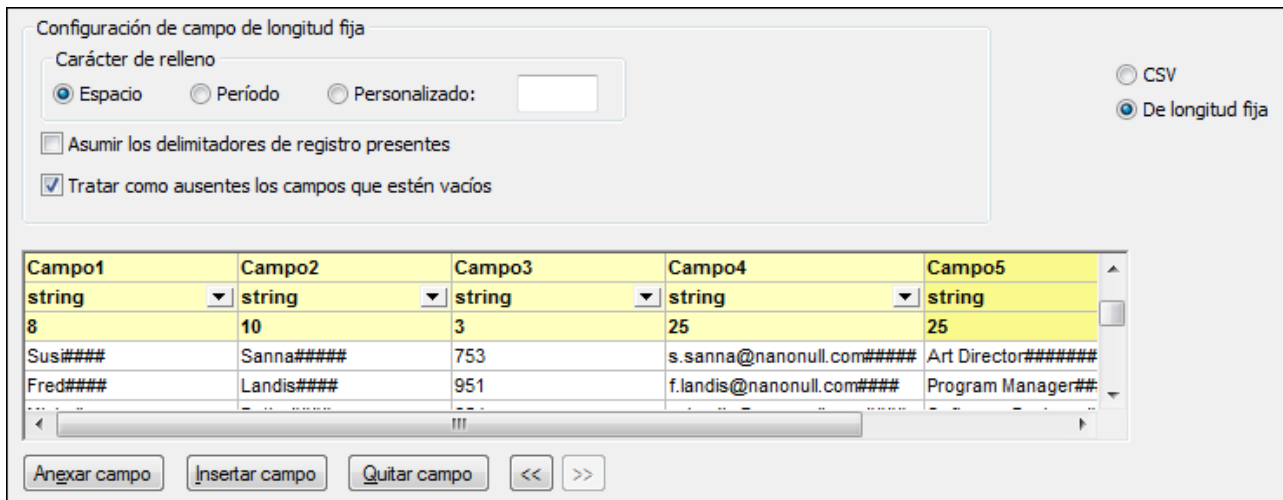 Configuración de campo de longitud fija
Carácter de relleno
Espacio Período Personalizado:
CSV
De longitud fija
Asumir los delimitadores de registro presentes
Tratar como ausentes los campos que estén vacíos
Campo1 Campo2 Campo3 Campo4 Campo5
string string string string string
8 10 3 25 25
Susi#### Sanna##### 753 s.sanna@nanonull.com##### Art Director#######
Fred#### Landis#### 951 f.landis@nanonull.com#### Program Manager##
Anexar campo Insertar campo Quitar campo << >>